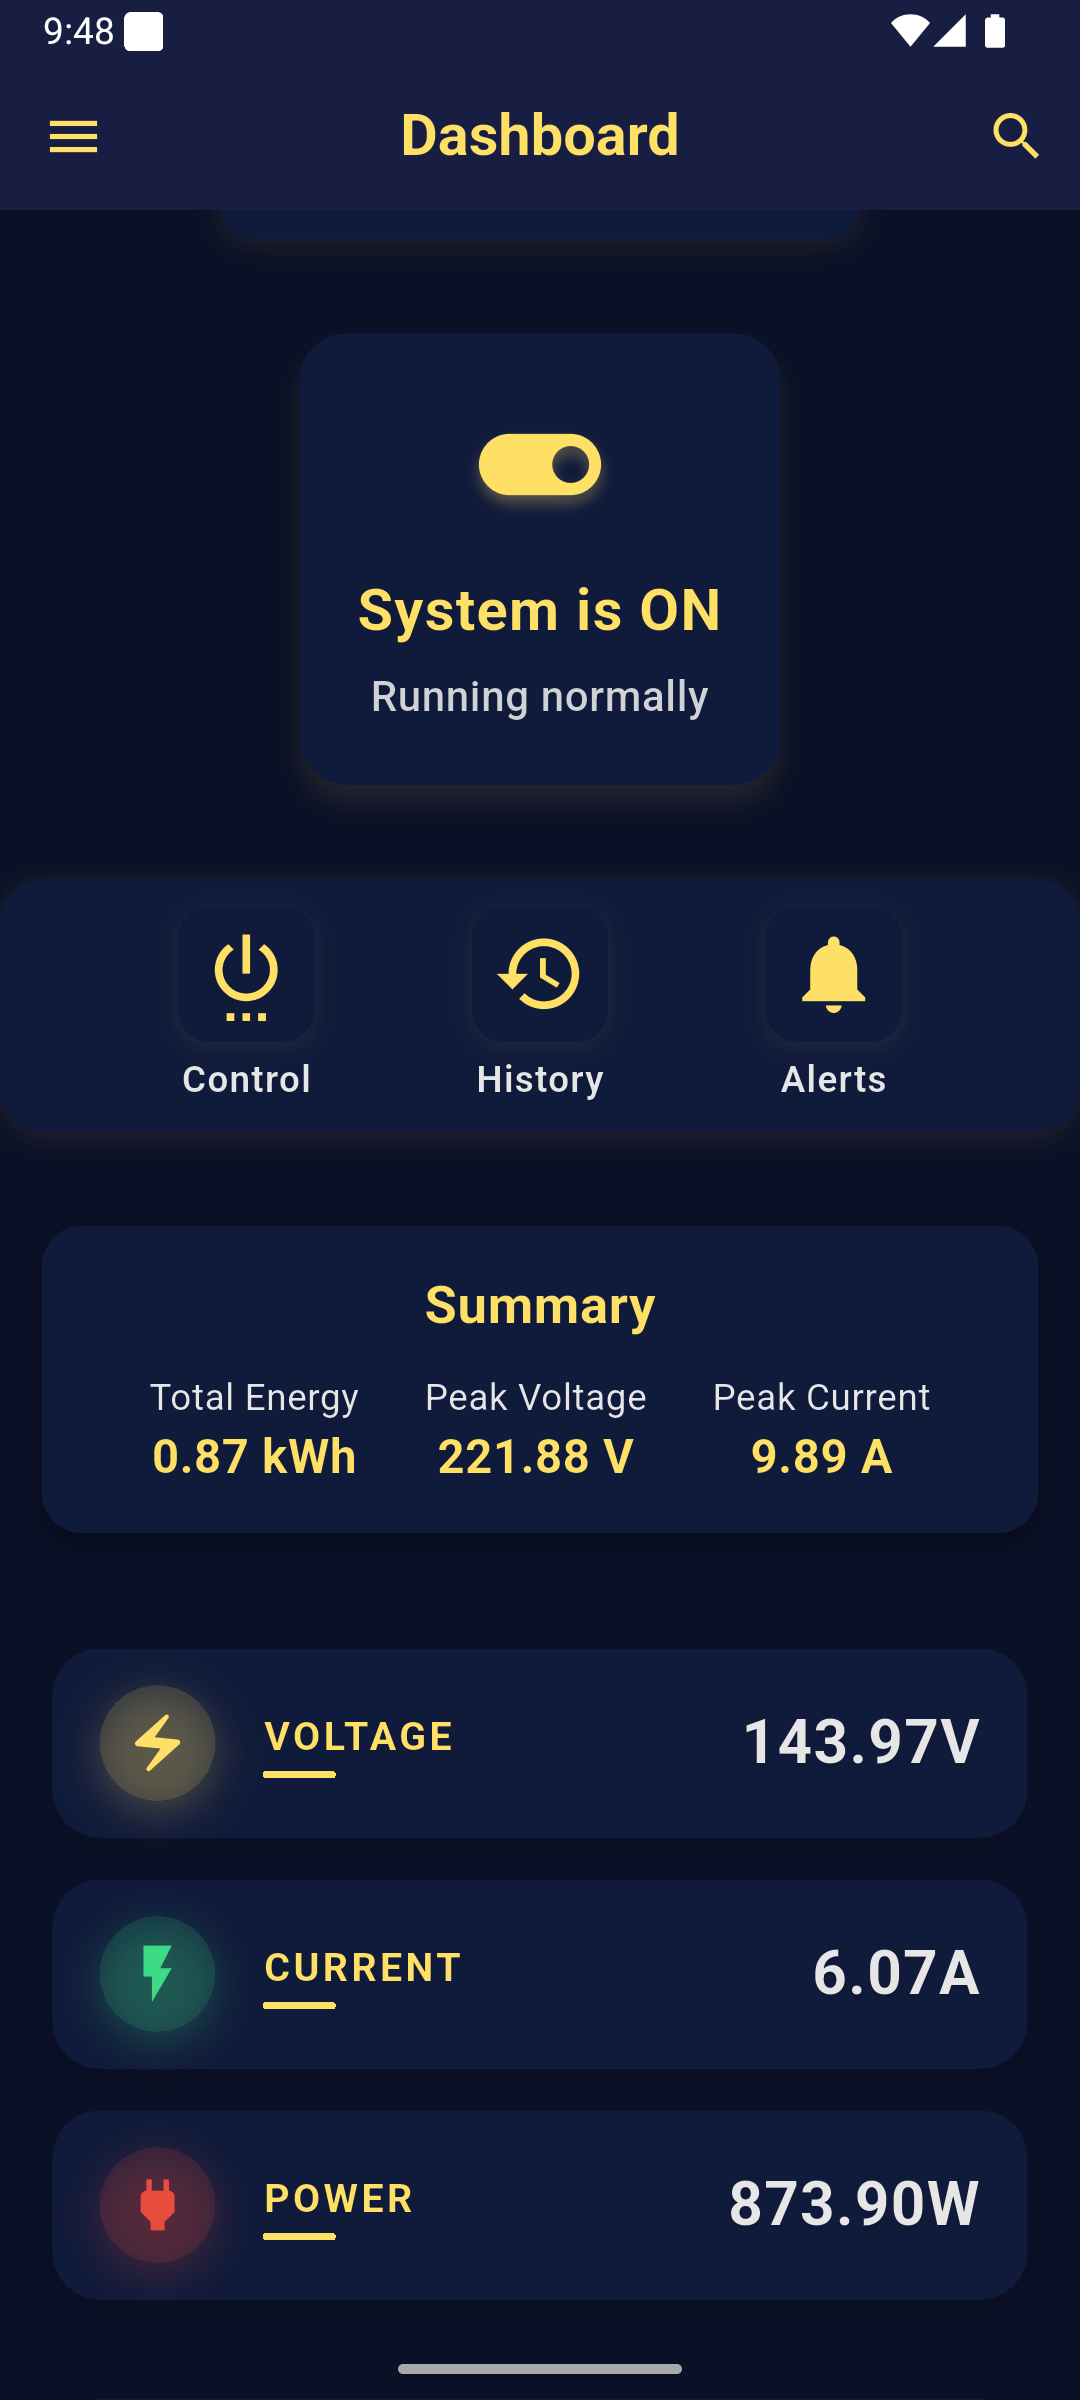 9:48
Dashboard
System is ON
Running normally
Control History Alerts
Summary
Total Energy Peak Voltage Peak Current
0.87 kWh 221.88 V 9.89 A
VOLTAGE 143.97V
CURRENT 6.07A
POWER 873.90W